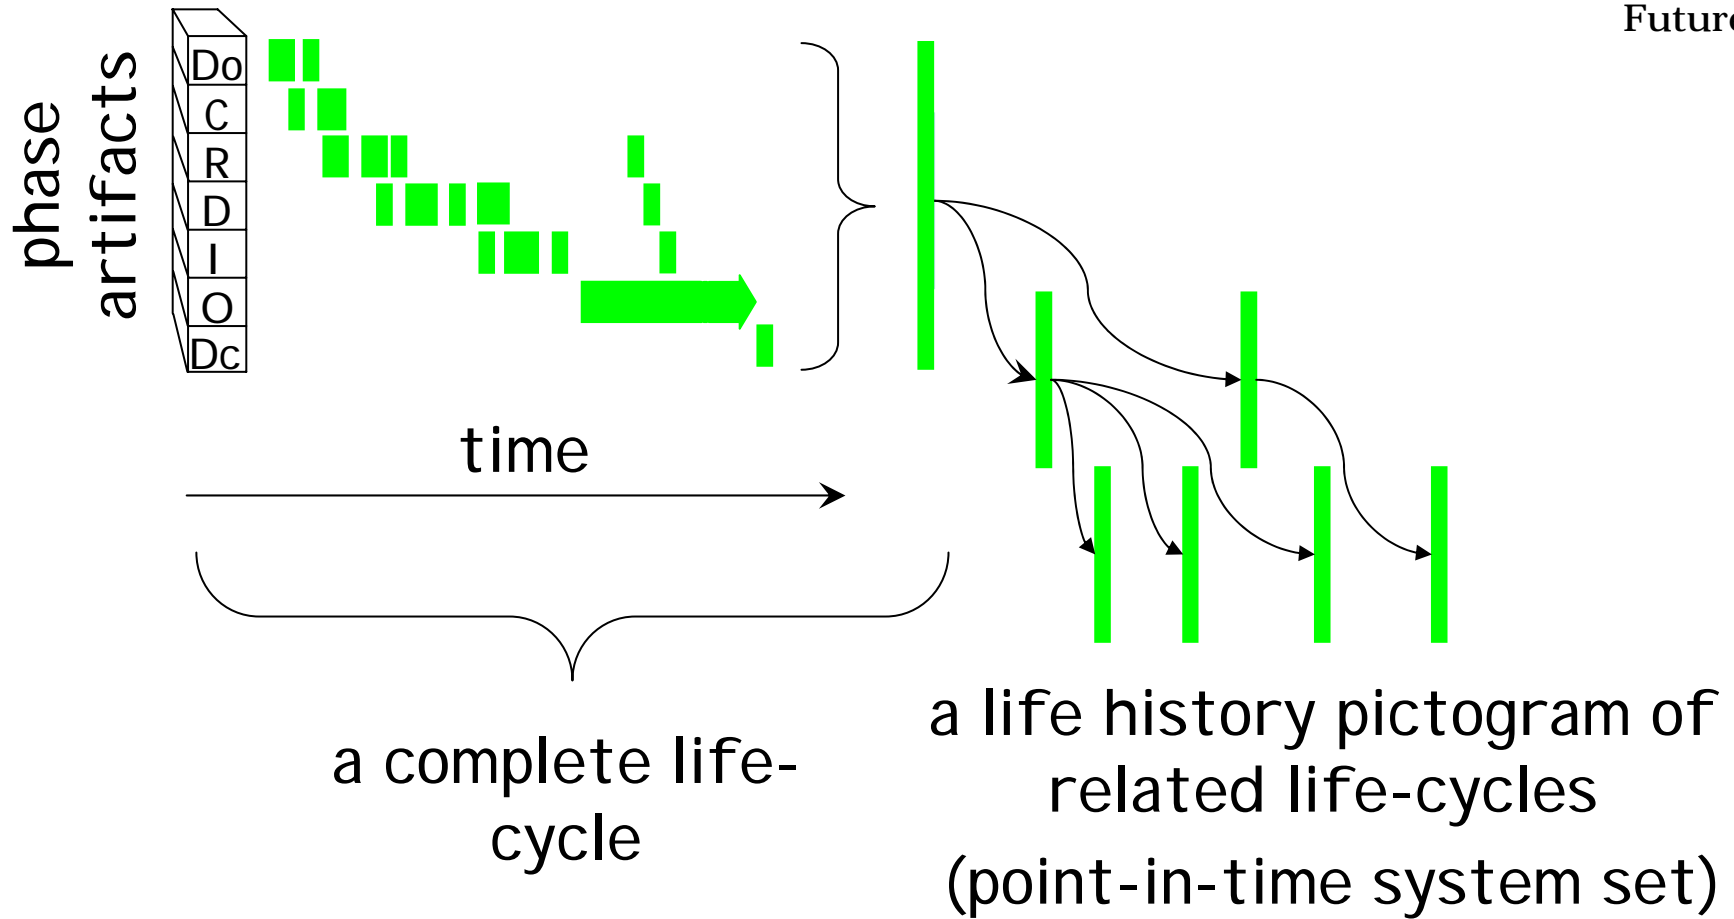 Future
phase
artifacts
Do
C
R
D
I
O
Dc
time
a complete life-
cycle
a life history pictogram of
related life-cycles
(point-in-time system set)